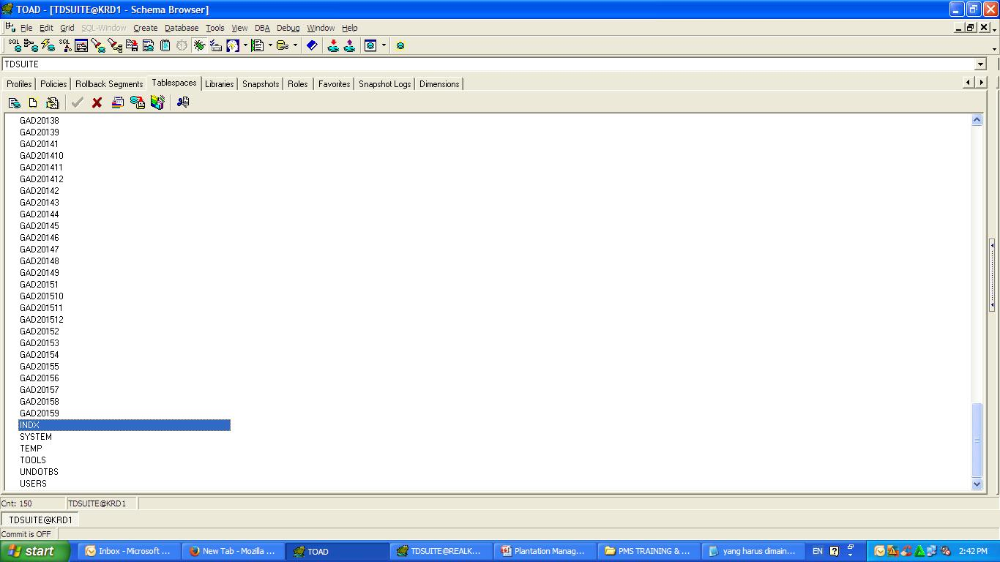 TOAD - [TDSUITE@KRD1 - Schema Browser]
File Edit Grid SQL-Window Create Database Tools View DBA Debug Window Help
SQL SQL
TDSUITE
Profiles Policies Rollback Segments Tablespaces Libraries Snapshots Roles Favorites Snapshot Logs Dimensions
GAD20138
GAD20139
GAD20141
GAD201410
GAD201411
GAD201412
GAD20142
GAD20143
GAD20144
GAD20145
GAD20146
GAD20147
GAD20148
GAD20149
GAD20151
GAD201510
GAD201511
GAD201512
GAD20152
GAD20153
GAD20154
GAD20155
GAD20156
GAD20157
GAD20158
GAD20159
INDX
SYSTEM
TEMP
TOOLS
UNDOTBS
USERS
Cnt: 150 TDSUITE@KRD1
TDSUITE@KRD1
Commit is OFF
start Inbox - Microsoft ... New Tab - Mozilla ... TOAD TDSUITE@REALK... Plantation Manag... PMS TRAINING & ... yang harus dimain... EN 2:42 PM